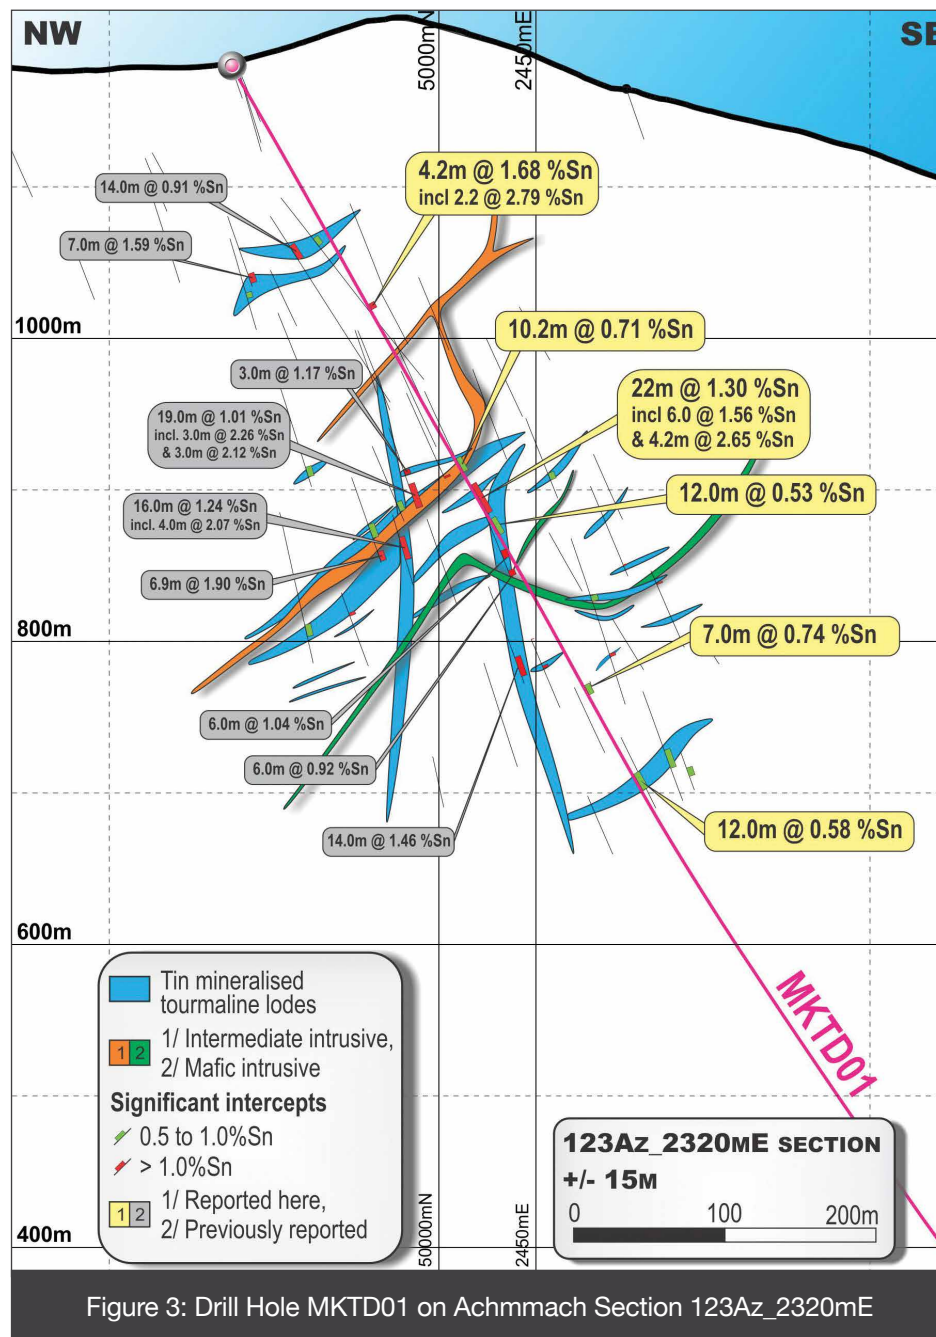 NW
SE
5000mN
2450mE
4.2m @ 1.68 %Sn
incl 2.2 @ 2.79 %Sn
14.0m @ 0.91 %Sn
7.0m @ 1.59 %Sn
1000m
10.2m @ 0.71 %Sn
3.0m @ 1.17 %Sn
22m @ 1.30 %Sn
incl 6.0 @ 1.56 %Sn
& 4.2m @ 2.65 %Sn
19.0m @ 1.01 %Sn
incl. 3.0m @ 2.26 %Sn
& 3.0m @ 2.12 %Sn
12.0m @ 0.53 %Sn
16.0m @ 1.24 %Sn
incl. 4.0m @ 2.07 %Sn
6.9m @ 1.90 %Sn
800m
7.0m @ 0.74 %Sn
6.0m @ 1.04 %Sn
6.0m @ 0.92 %Sn
14.0m @ 1.46 %Sn
12.0m @ 0.58 %Sn
600m
MKTD01
Tin mineralised
tourmaline lodes
1 2
1/ Intermediate intrusive,
2/ Mafic intrusive
Significant intercepts
0.5 to 1.0%Sn
> 1.0%Sn
1 2
1/ Reported here,
2/ Previously reported
50000mN
2450mE
123Az_2320mE SECTION
+/- 15M
0 100 200m
400m
Figure 3: Drill Hole MKTD01 on Achmmach Section 123Az_2320mE